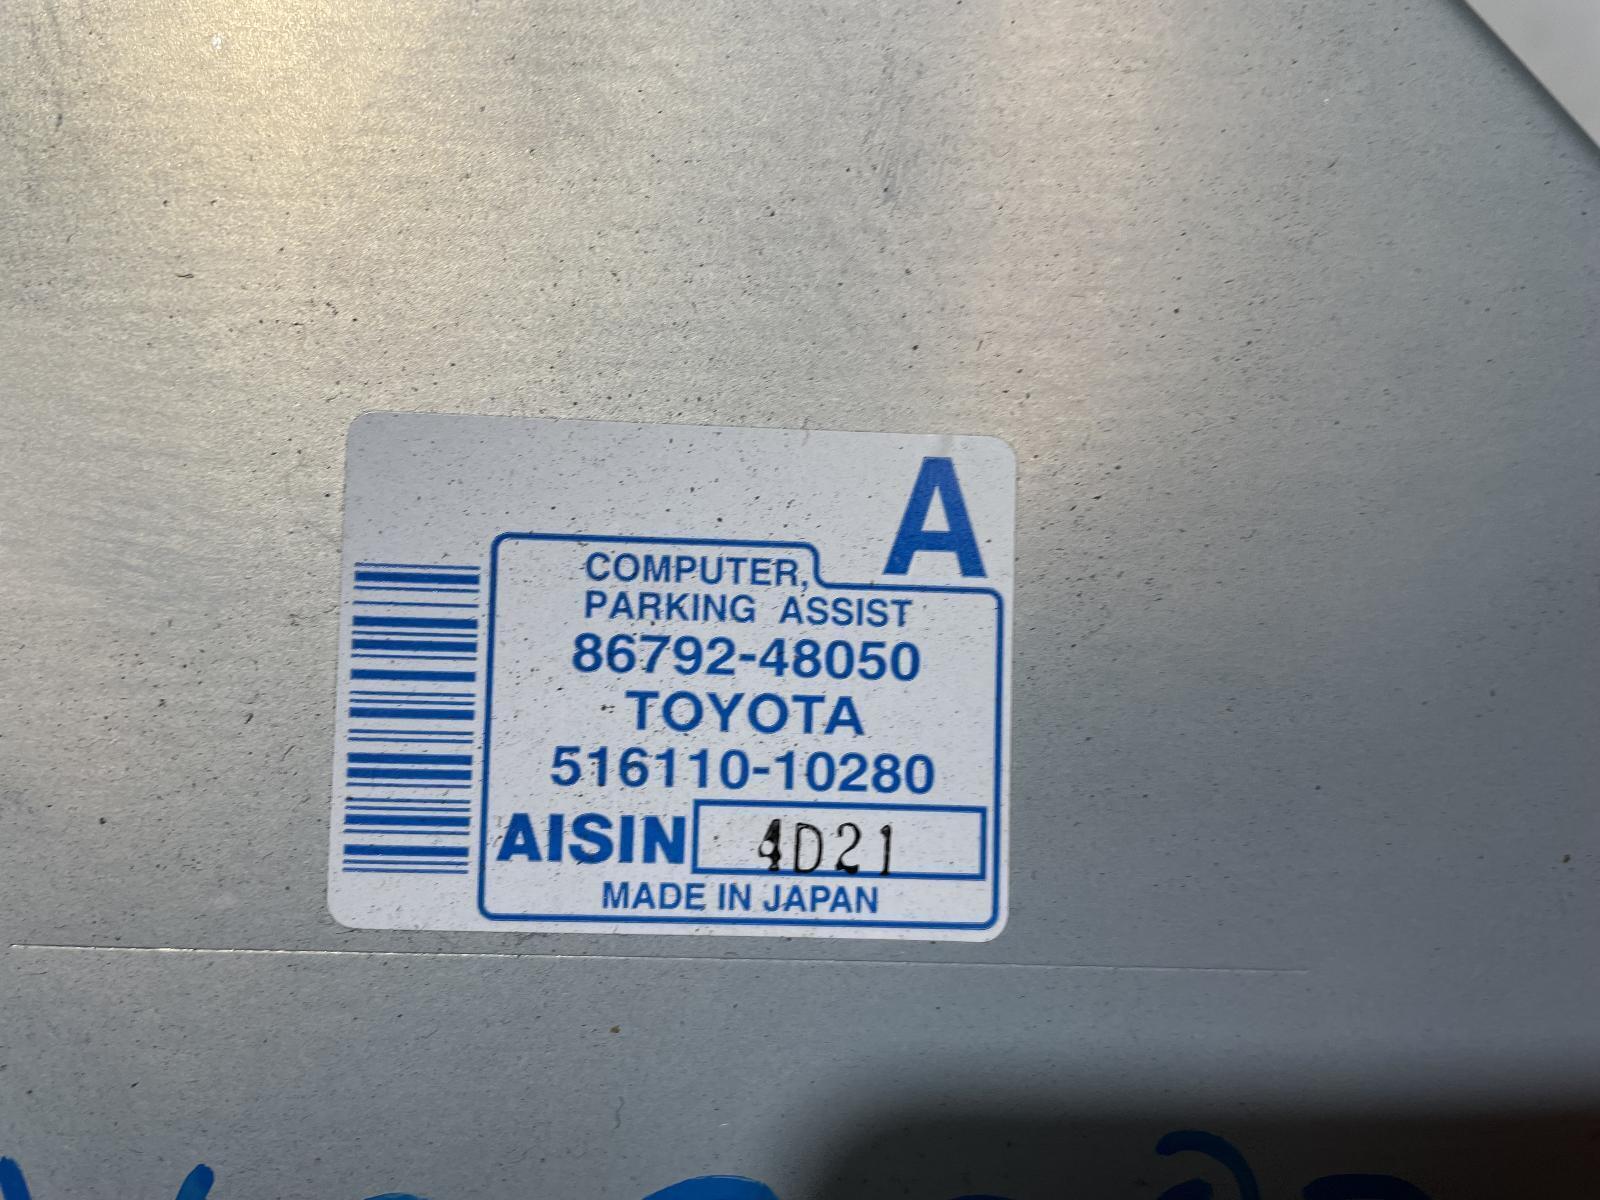 A
COMPUTER,
PARKING ASSIST
86792-48050
TOYOTA
516110-10280
AISIN 4D21
MADE IN JAPAN